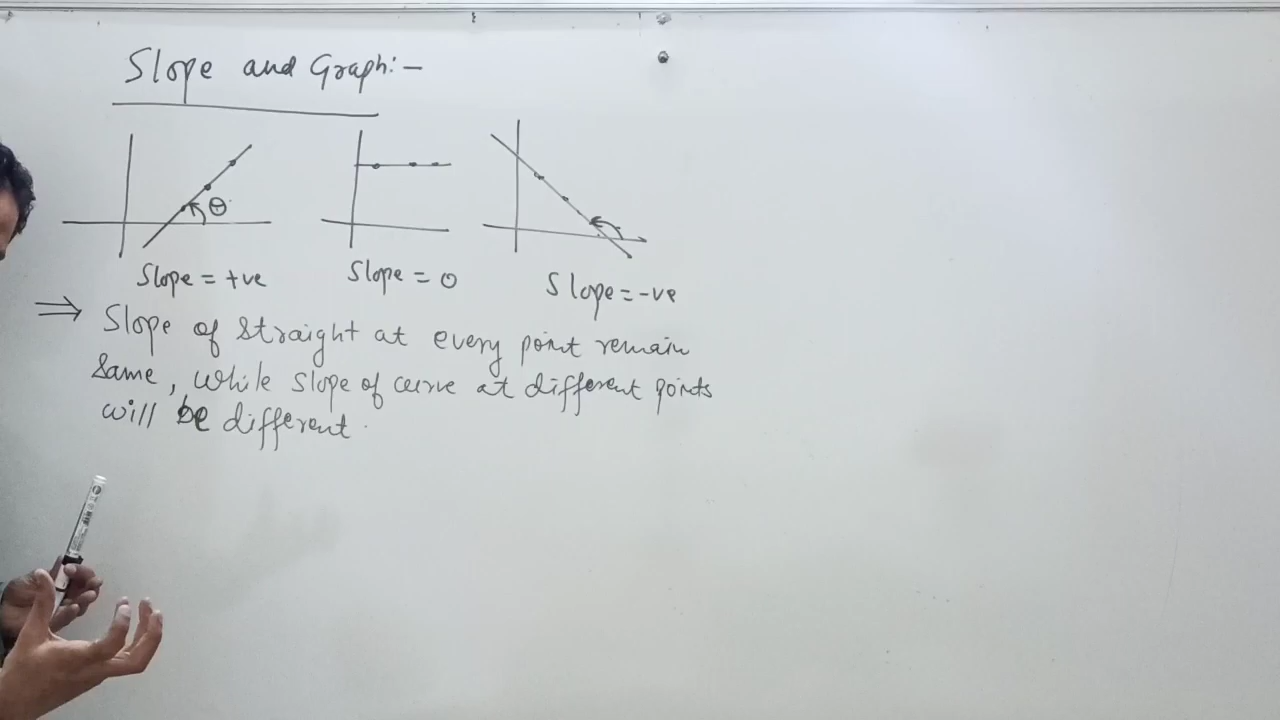 Slope and Graph:-
θ
Slope = +ve
Slope = 0
Slope = -ve
⇒ Slope of straight at every point remain
same, while slope of curve at different points
will be different.